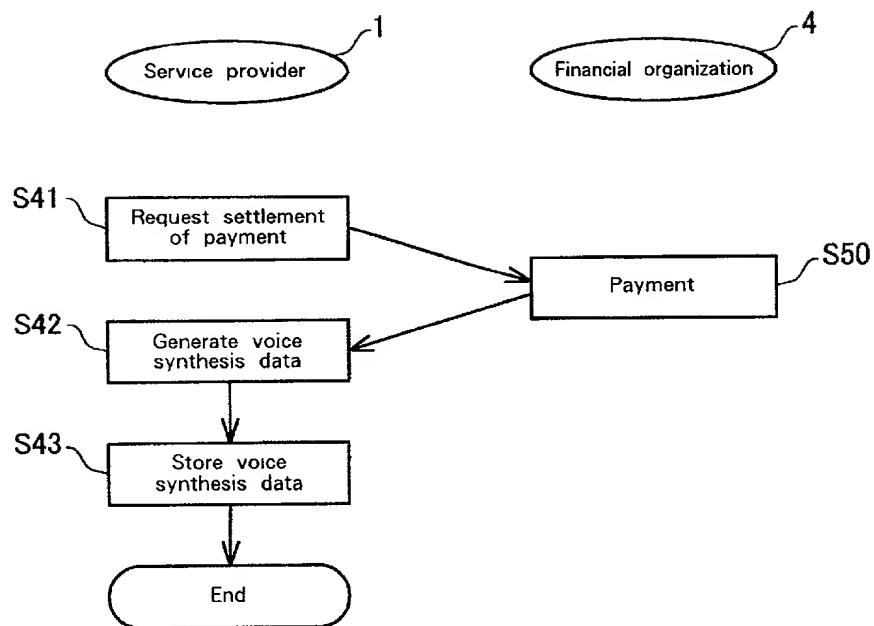 1
4
Service provider
Financial organization
S41
Request settlement
of payment
S50
Payment
S42
Generate voice
synthesis data
S43
Store voice
synthesis data
End